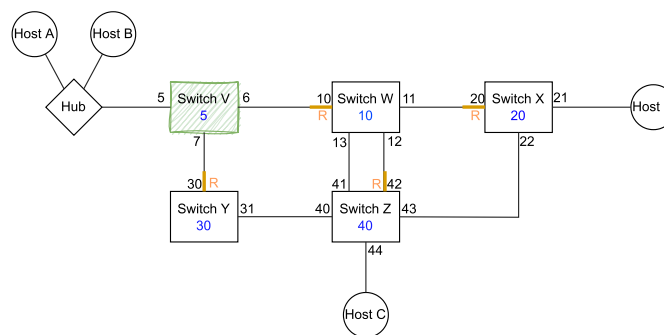 Host A
Host B
Hub
5
Switch V
5
6
7
10
R
Switch W
10
11
13
12
20
R
Switch X
20
21
22
Host
30
R
Switch Y
30
31
41
R
42
40
Switch Z
40
43
44
Host C